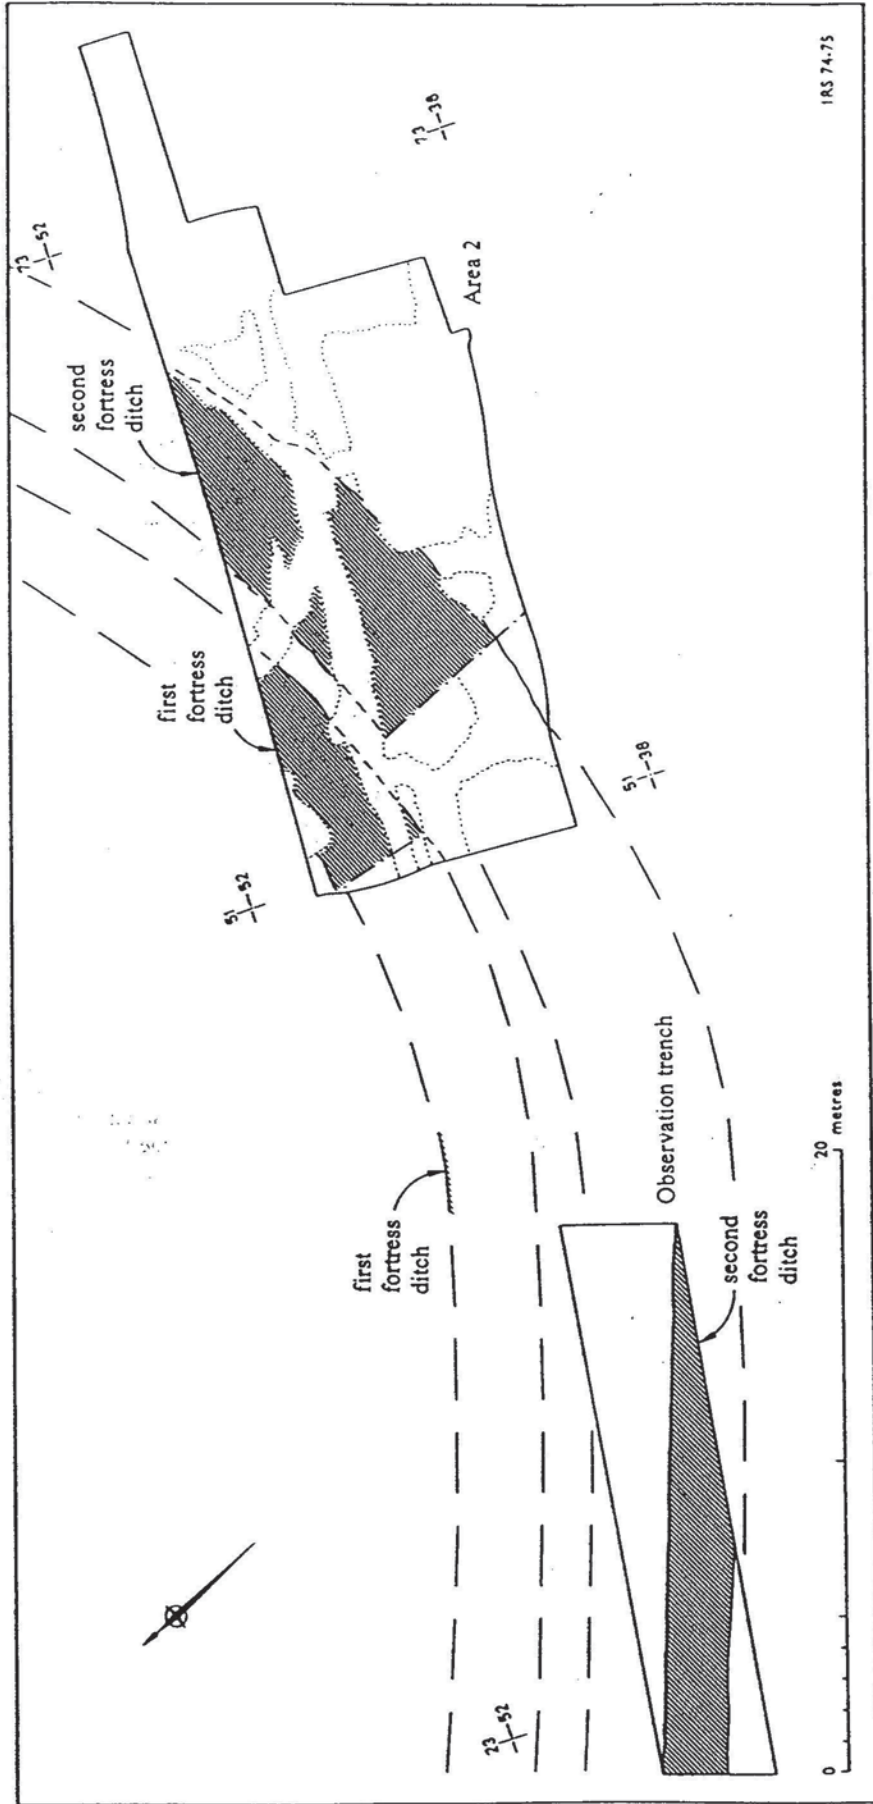 IRS 74-75
73
38
73
52
Area 2
second
fortress
ditch
first
fortress
ditch
51
38
51
52
Observation trench
first
fortress
ditch
second
fortress
ditch
20 metres
23
52
0